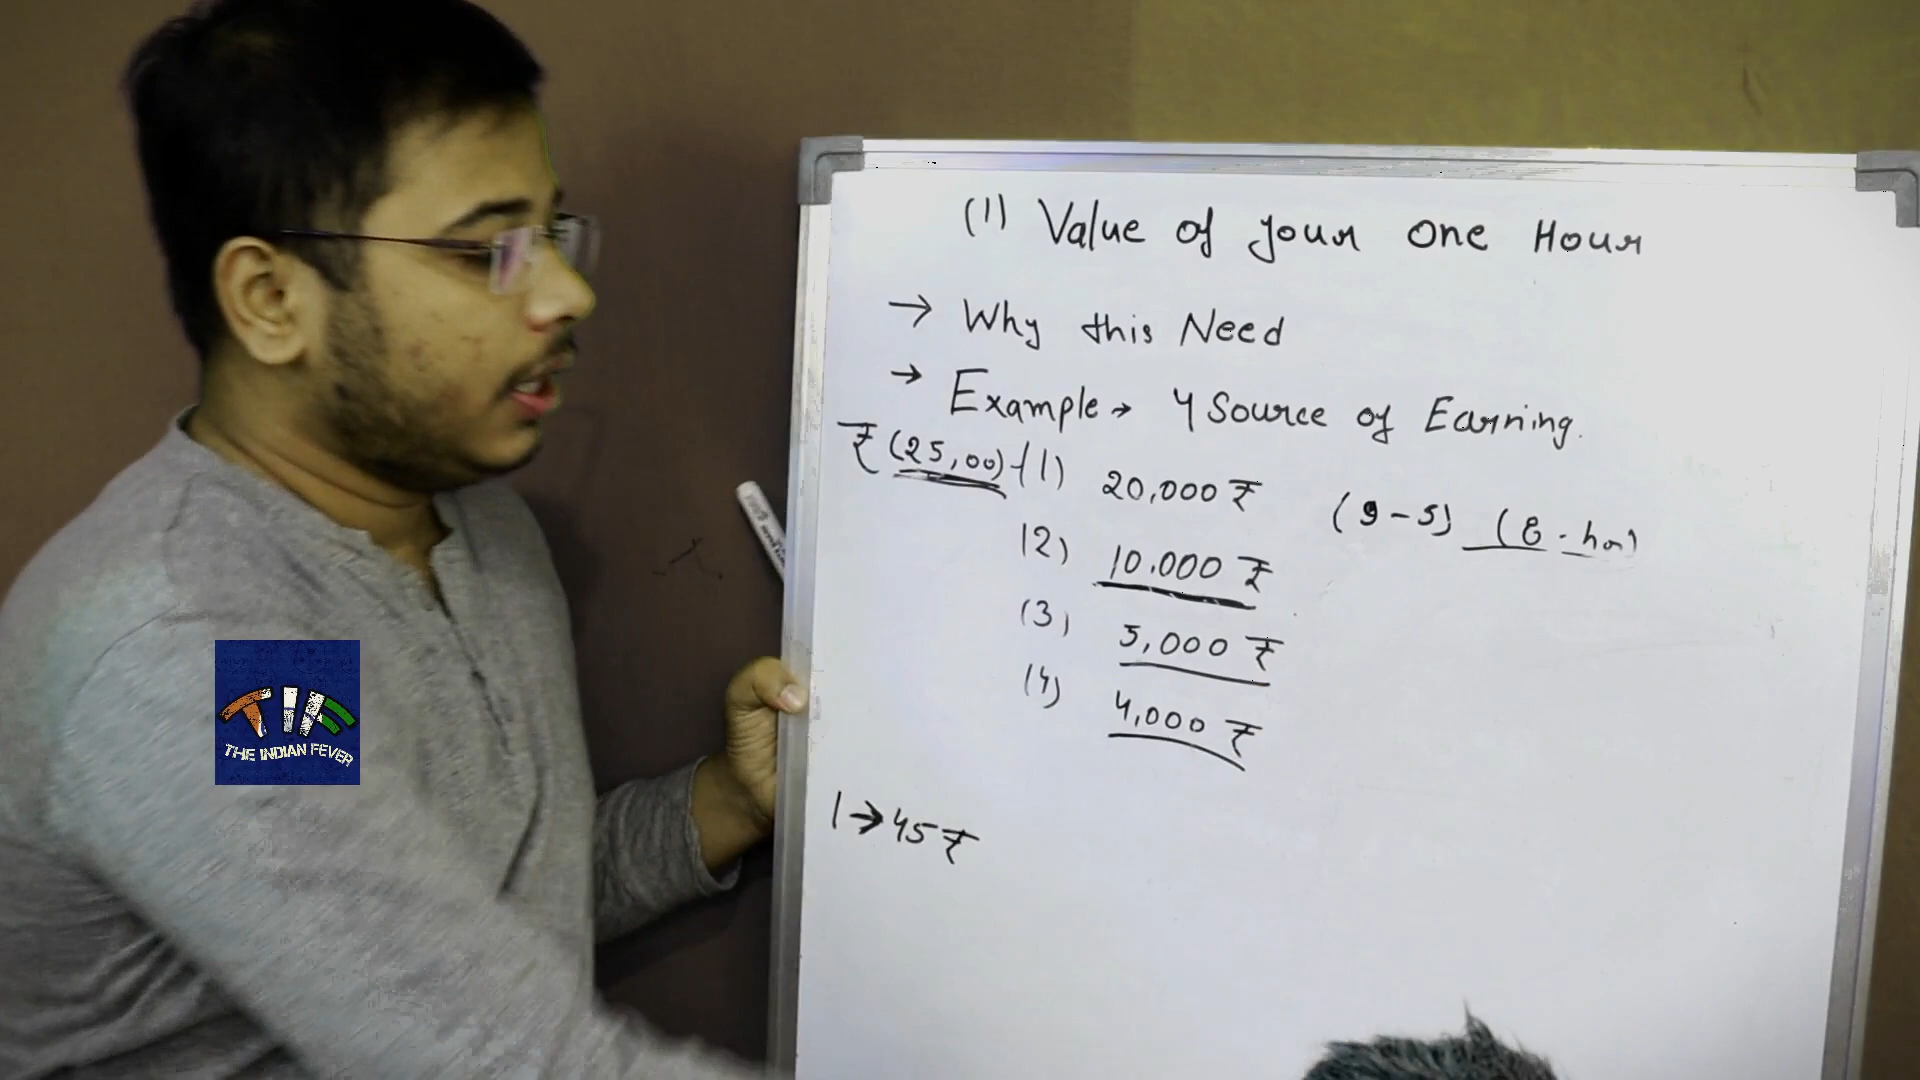 (1) Value of your One Hour
→ Why this Need
→ Example → 4 Source of Earning.
₹ (25,00) - (1) 20,000 ₹ (9-5) (8 - hr)
(2) 10.000 ₹
(3) 5,000 ₹
(4) 4,000 ₹
1 → 45 ₹
TIF
THE INDIAN FEVER